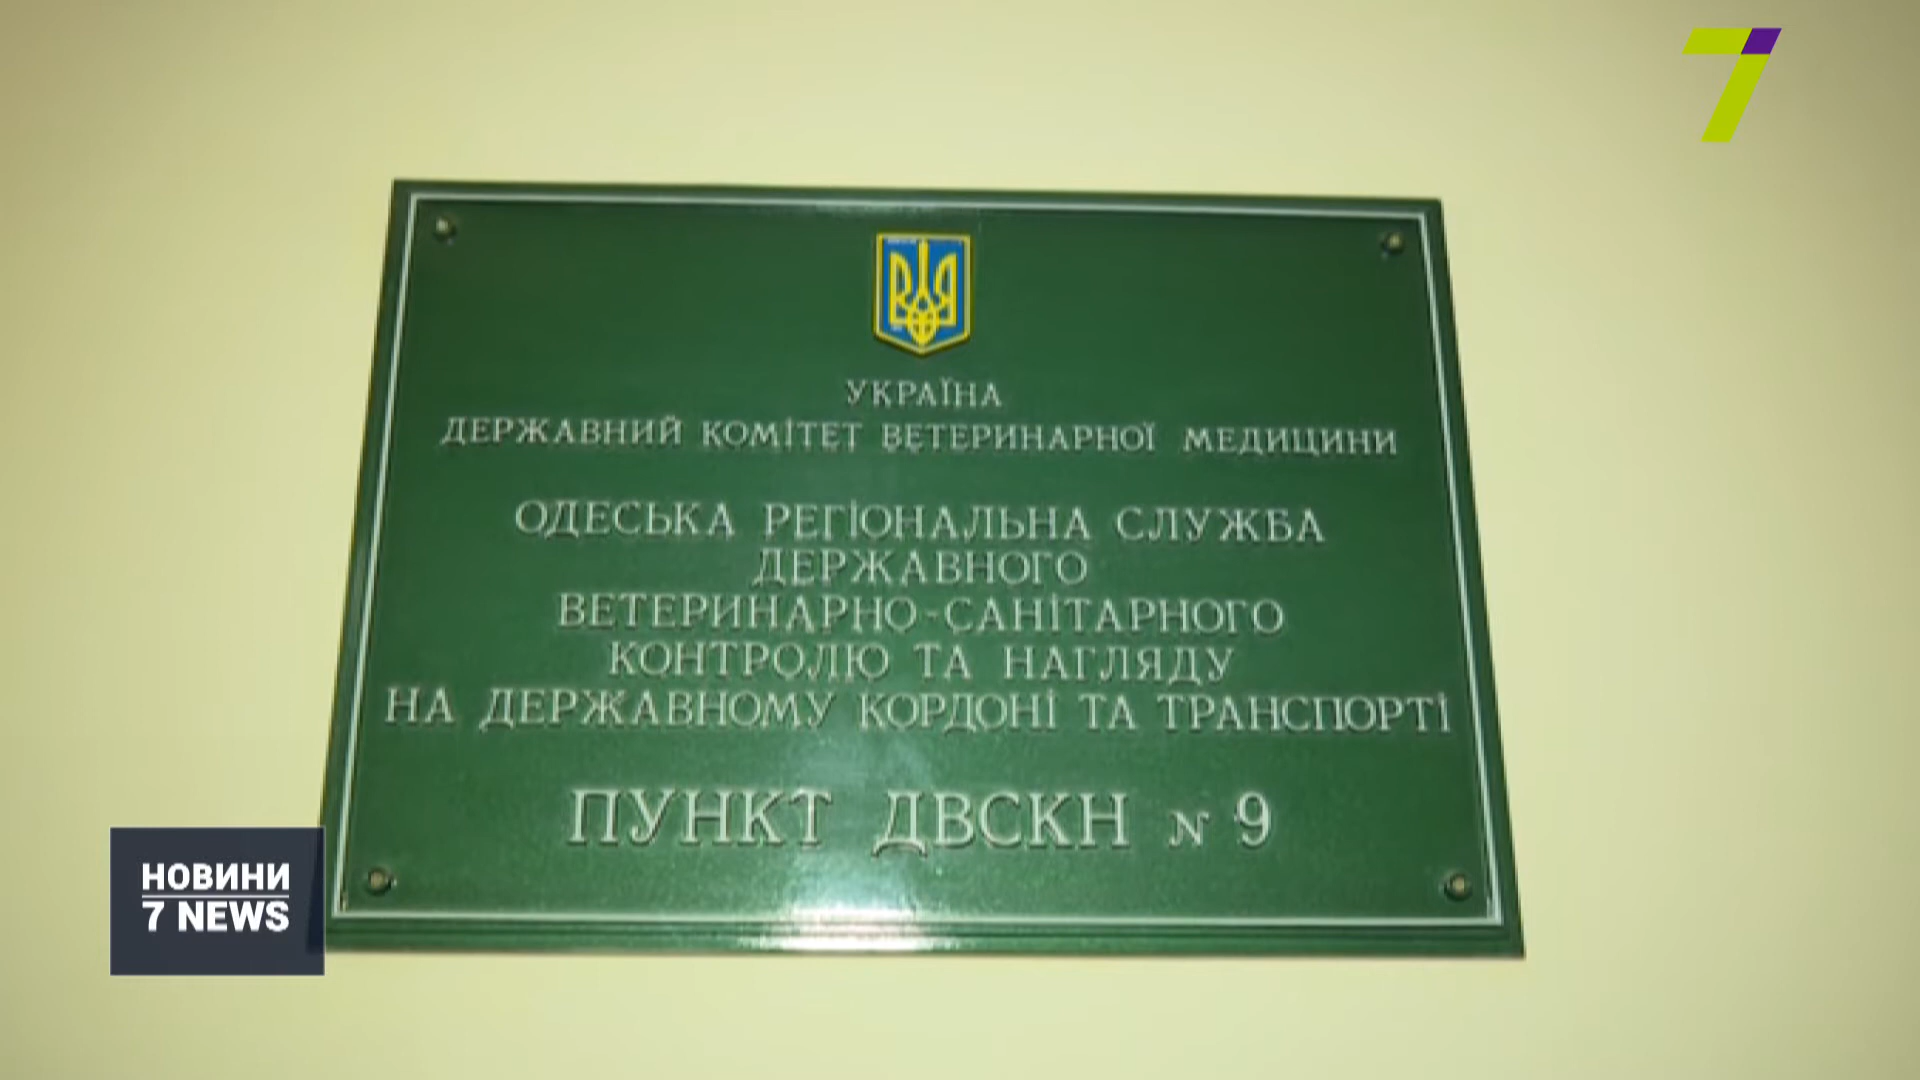 7
УКРАЇНА
ДЕРЖАВНИЙ КОМІТЕТ ВЕТЕРИНАРНОЇ МЕДИЦИНИ
ОДЕСЬКА РЕГІОНАЛЬНА СЛУЖБА
ДЕРЖАВНОГО
ВЕТЕРИНАРНО-САНІТАРНОГО
КОНТРОЛЮ ТА НАГЛЯДУ
НА ДЕРЖАВНОМУ КОРДОНІ ТА ТРАНСПОРТІ
ПУНКТ ДВСКН N 9
НОВИНИ
7 NEWS